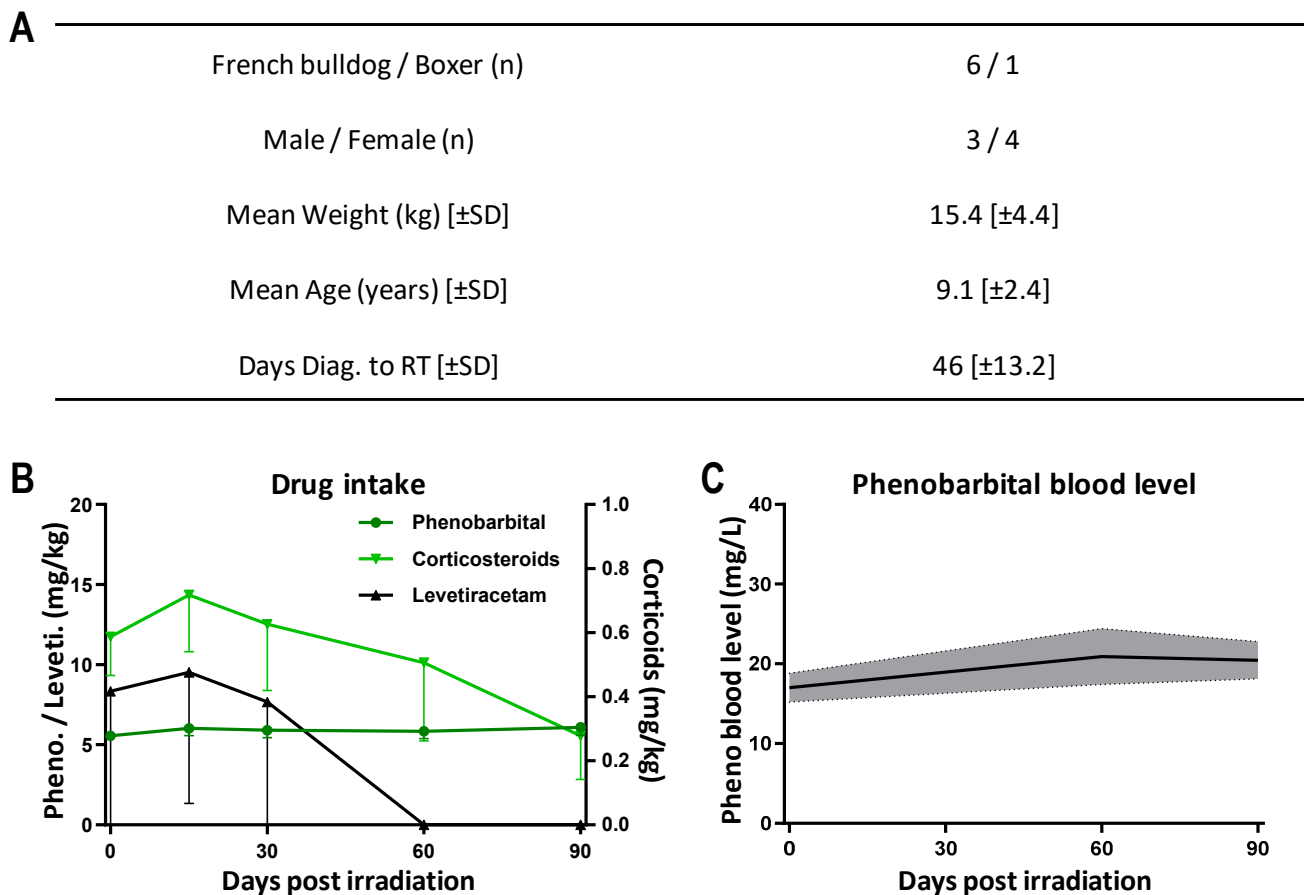 A
French bulldog / Boxer (n) 6 / 1
Male / Female (n) 3 / 4
Mean Weight (kg) [±SD] 15.4 [±4.4]
Mean Age (years) [±SD] 9.1 [±2.4]
Days Diag. to RT [±SD] 46 [±13.2]
B
Drug intake
Pheno. / Leveti. (mg/kg)
20
15
10
5
0
Phenobarbital
Corticosteroids
Levetiracetam
1.0
0.8
0.6
0.4
0.2
0.0
Corticoids (mg/kg)
0 30 60 90
Days post irradiation
C
Phenobarbital blood level
Pheno blood level (mg/L)
40
30
20
10
0
0 30 60 90
Days post irradiation